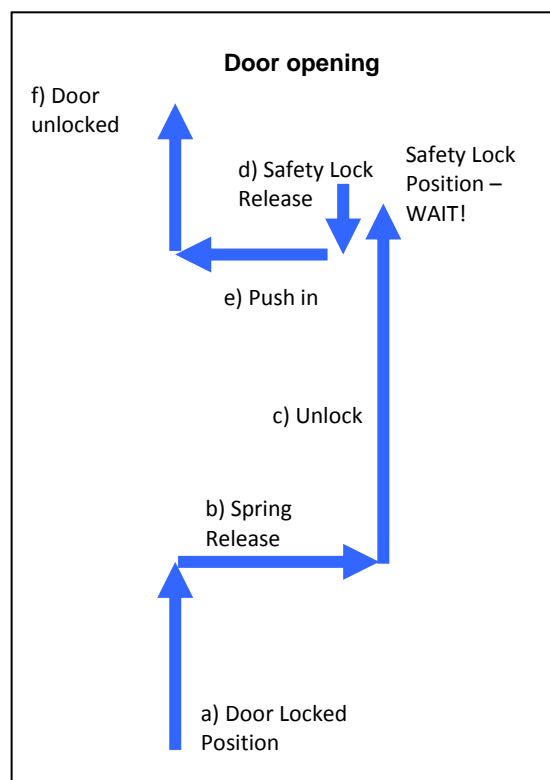 Door opening
f) Door
unlocked
d) Safety Lock
Release
Safety Lock
Position –
WAIT!
e) Push in
c) Unlock
b) Spring
Release
a) Door Locked
Position